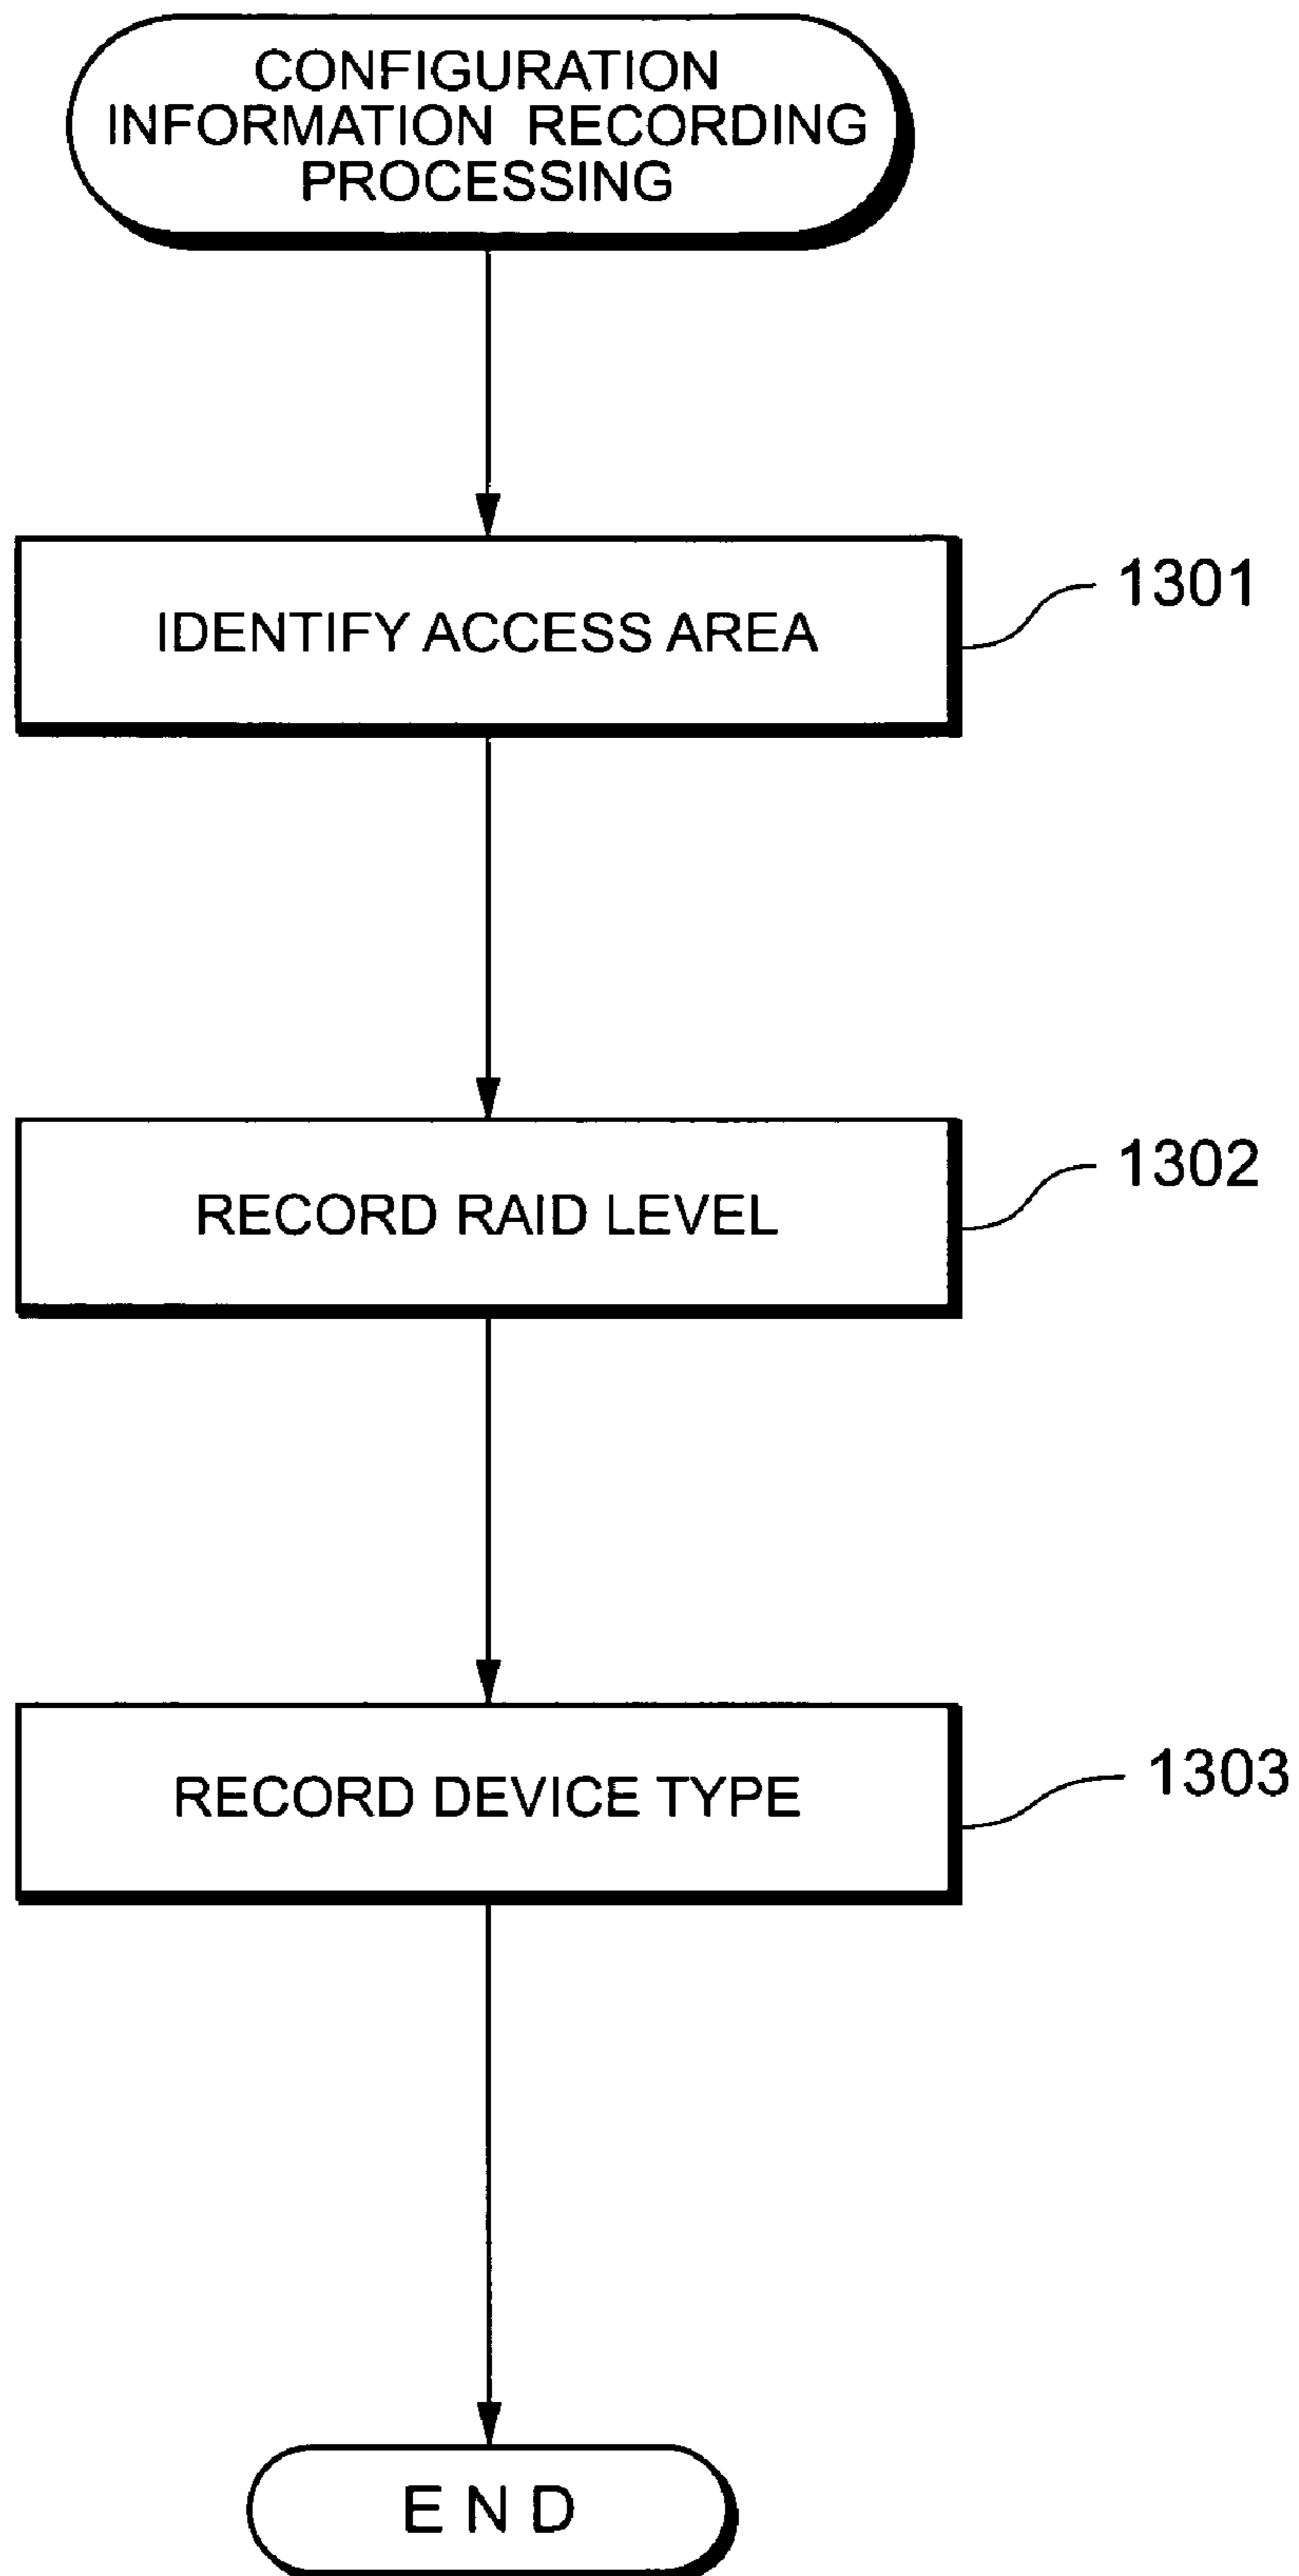 CONFIGURATION
INFORMATION RECORDING
PROCESSING
IDENTIFY ACCESS AREA
1301
RECORD RAID LEVEL
1302
RECORD DEVICE TYPE
1303
END